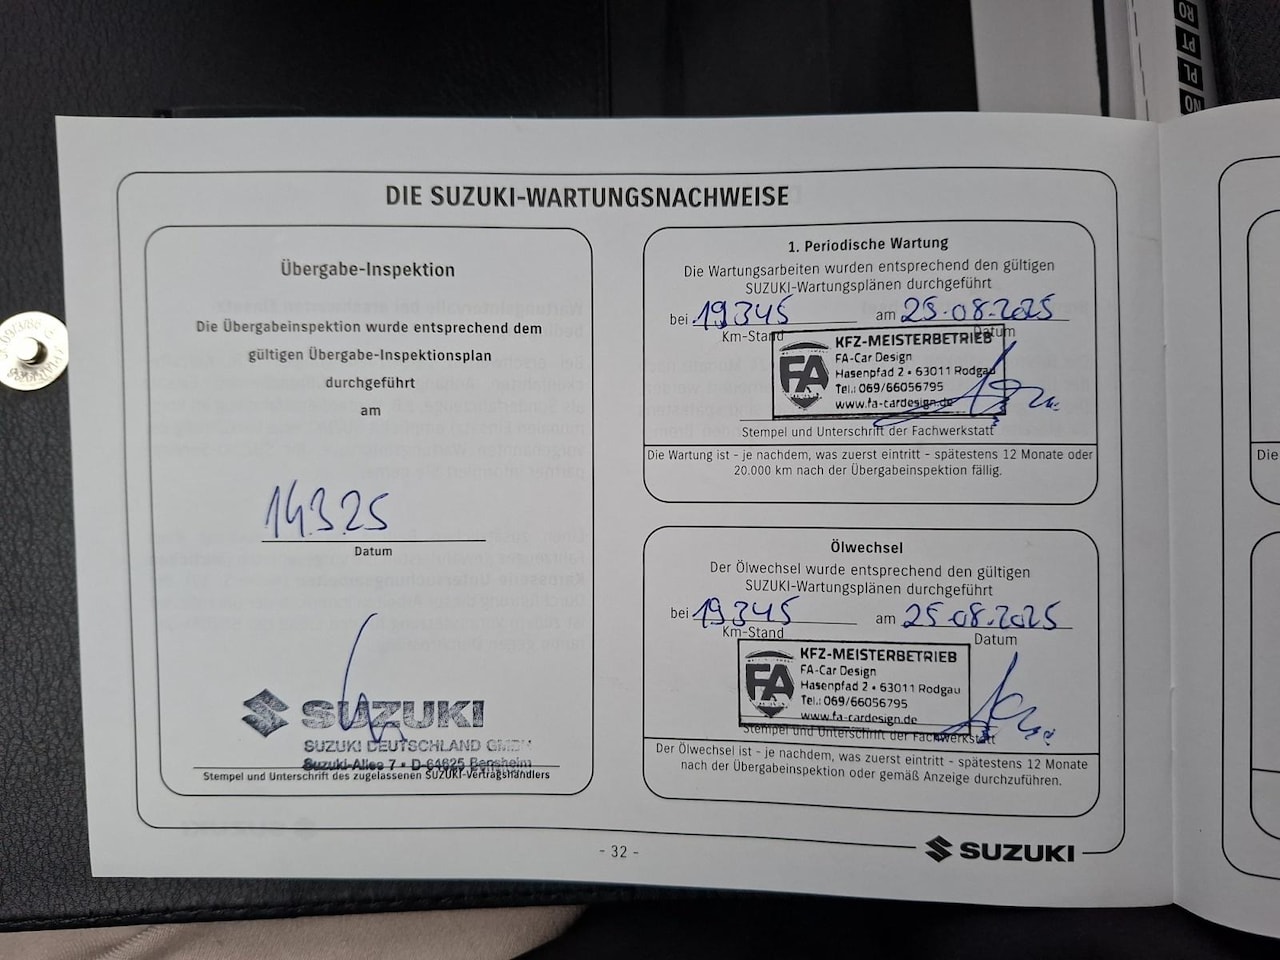 RO
PT
PL
NO
DIE SUZUKI-WARTUNGSNACHWEISE
Übergabe-Inspektion
Die Übergabeinspektion wurde entsprechend dem
gültigen Übergabe-Inspektionsplan
durchgeführt
am
14.3.25
Datum
SUZUKI
SUZUKI DEUTSCHLAND GMBH
Suzuki-Allee 7 • D-64625 Bensheim
Stempel und Unterschrift des zugelassenen SUZUKI-Vertragshändlers
1. Periodische Wartung
Die Wartungsarbeiten wurden entsprechend den gültigen
SUZUKI-Wartungsplänen durchgeführt
bei 19345 am 25.08.2025
Km-Stand Datum
FA
KFZ-MEISTERBETRIEB
FA-Car Design
Hasenpfad 2 • 63011 Rodgau
Tel.: 069/66056795
www.fa-cardesign.de
Stempel und Unterschrift der Fachwerkstatt
Die Wartung ist - je nachdem, was zuerst eintritt - spätestens 12 Monate oder
20.000 km nach der Übergabeinspektion fällig.
Ölwechsel
Der Ölwechsel wurde entsprechend den gültigen
SUZUKI-Wartungsplänen durchgeführt
bei 19345 am 25.08.2025
Km-Stand Datum
FA
KFZ-MEISTERBETRIEB
FA-Car Design
Hasenpfad 2 • 63011 Rodgau
Tel.: 069/66056795
www.fa-cardesign.de
Stempel und Unterschrift der Fachwerkstatt
Der Ölwechsel ist - je nachdem, was zuerst eintritt - spätestens 12 Monate
nach der Übergabeinspektion oder gemäß Anzeige durchzuführen.
- 32 -
SUZUKI
Die